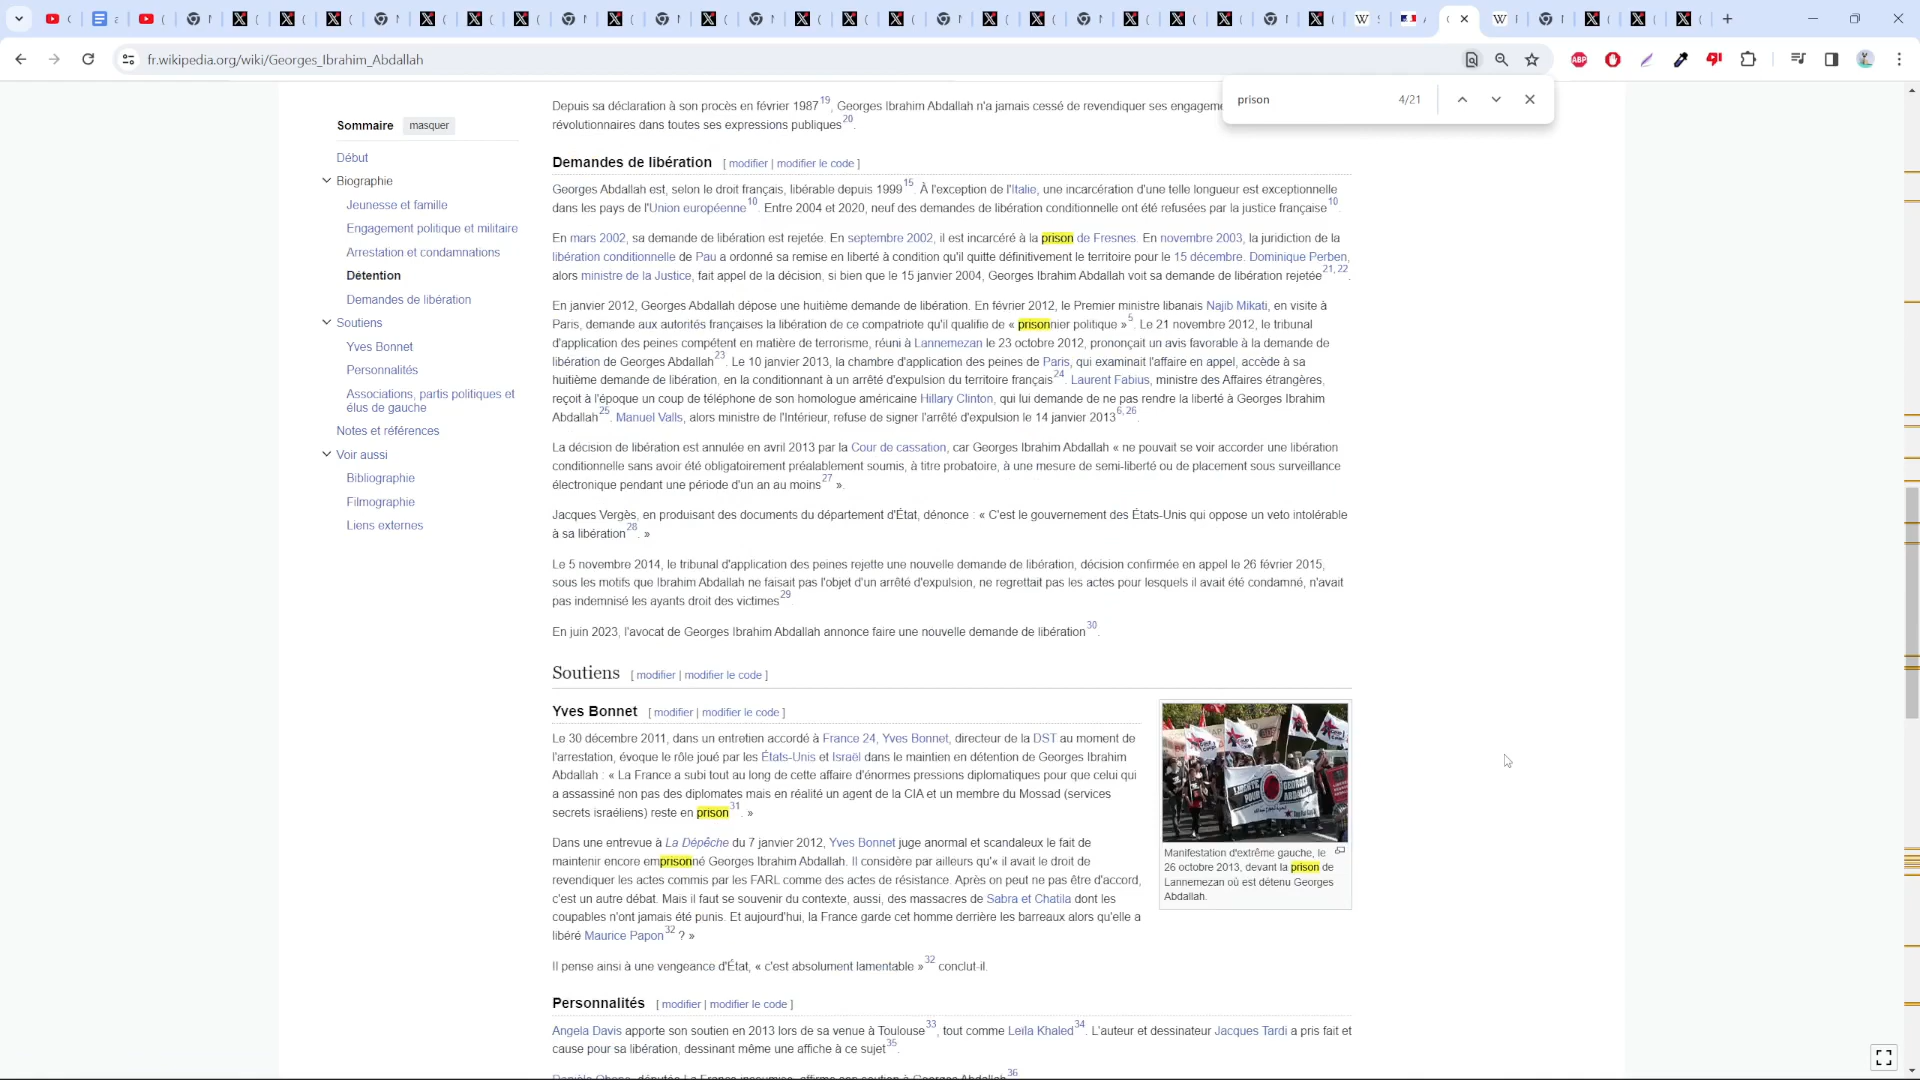 fr.wikipedia.org/wiki/Georges_Ibrahim_Abdallah
prison 4/21
Sommaire masquer
Début
Biographie
Jeunesse et famille
Engagement politique et militaire
Arrestation et condamnations
Détention
Demandes de libération
Soutiens
Yves Bonnet
Personnalités
Associations, partis politiques et
élus de gauche
Notes et références
Voir aussi
Bibliographie
Filmographie
Liens externes
Depuis sa déclaration à son procès en février 1987 19, Georges Ibrahim Abdallah n'a jamais cessé de revendiquer ses engageme
révolutionnaires dans toutes ses expressions publiques 20.
Demandes de libération [ modifier | modifier le code ]
Georges Abdallah est, selon le droit français, libérable depuis 1999 15. À l'exception de l'Italie, une incarcération d'une telle longueur est exceptionnelle
dans les pays de l'Union européenne 10. Entre 2004 et 2020, neuf des demandes de libération conditionnelle ont été refusées par la justice française 10.
En mars 2002, sa demande de libération est rejetée. En septembre 2002, il est incarcéré à la prison de Fresnes. En novembre 2003, la juridiction de la
libération conditionnelle de Pau a ordonné sa remise en liberté à condition qu'il quitte définitivement le territoire pour le 15 décembre. Dominique Perben,
alors ministre de la Justice, fait appel de la décision, si bien que le 15 janvier 2004, Georges Ibrahim Abdallah voit sa demande de libération rejetée 21, 22.
En janvier 2012, Georges Abdallah dépose une huitième demande de libération. En février 2012, le Premier ministre libanais Najib Mikati, en visite à
Paris, demande aux autorités françaises la libération de ce compatriote qu'il qualifie de « prisonnier politique » 5. Le 21 novembre 2012, le tribunal
d'application des peines compétent en matière de terrorisme, réuni à Lannemezan le 23 octobre 2012, prononçait un avis favorable à la demande de
libération de Georges Abdallah 23. Le 10 janvier 2013, la chambre d'application des peines de Paris, qui examinait l'affaire en appel, accède à sa
huitième demande de libération, en la conditionnant à un arrêté d'expulsion du territoire français 24. Laurent Fabius, ministre des Affaires étrangères,
reçoit à l'époque un coup de téléphone de son homologue américaine Hillary Clinton, qui lui demande de ne pas rendre la liberté à Georges Ibrahim
Abdallah 25. Manuel Valls, alors ministre de l'Intérieur, refuse de signer l'arrêté d'expulsion le 14 janvier 2013 6, 26.
La décision de libération est annulée en avril 2013 par la Cour de cassation, car Georges Ibrahim Abdallah « ne pouvait se voir accorder une libération
conditionnelle sans avoir été obligatoirement préalablement soumis, à titre probatoire, à une mesure de semi-liberté ou de placement sous surveillance
électronique pendant une période d'un an au moins 27 ».
Jacques Vergès, en produisant des documents du département d'État, dénonce : « C'est le gouvernement des États-Unis qui oppose un veto intolérable
à sa libération 28. »
Le 5 novembre 2014, le tribunal d'application des peines rejette une nouvelle demande de libération, décision confirmée en appel le 26 février 2015,
sous les motifs que Ibrahim Abdallah ne faisait pas l'objet d'un arrêté d'expulsion, ne regrettait pas les actes pour lesquels il avait été condamné, n'avait
pas indemnisé les ayants droit des victimes 29.
En juin 2023, l'avocat de Georges Ibrahim Abdallah annonce faire une nouvelle demande de libération 30.
Soutiens [ modifier | modifier le code ]
Yves Bonnet [ modifier | modifier le code ]
Le 30 décembre 2011, dans un entretien accordé à France 24, Yves Bonnet, directeur de la DST au moment de
l'arrestation, évoque le rôle joué par les États-Unis et Israël dans le maintien en détention de Georges Ibrahim
Abdallah : « La France a subi tout au long de cette affaire d'énormes pressions diplomatiques pour que celui qui
a assassiné non pas des diplomates mais en réalité un agent de la CIA et un membre du Mossad (services
secrets israéliens) reste en prison 31. »
Dans une entrevue à La Dépêche du 7 janvier 2012, Yves Bonnet juge anormal et scandaleux le fait de
maintenir encore emprisonné Georges Ibrahim Abdallah. Il considère par ailleurs qu'« il avait le droit de
revendiquer les actes commis par les FARL comme des actes de résistance. Après on peut ne pas être d'accord,
c'est un autre débat. Mais il faut se souvenir du contexte, aussi, des massacres de Sabra et Chatila dont les
coupables n'ont jamais été punis. Et aujourd'hui, la France garde cet homme derrière les barreaux alors qu'elle a
libéré Maurice Papon 32 ? »
Il pense ainsi à une vengeance d'État, « c'est absolument lamentable » 32 conclut-il.
Manifestation d'extrême gauche, le
26 octobre 2013, devant la prison de
Lannemezan où est détenu Georges
Abdallah.
Personnalités [ modifier | modifier le code ]
Angela Davis apporte son soutien en 2013 lors de sa venue à Toulouse 33, tout comme Leïla Khaled 34. L'auteur et dessinateur Jacques Tardi a pris fait et
cause pour sa libération, dessinant même une affiche à ce sujet 35.